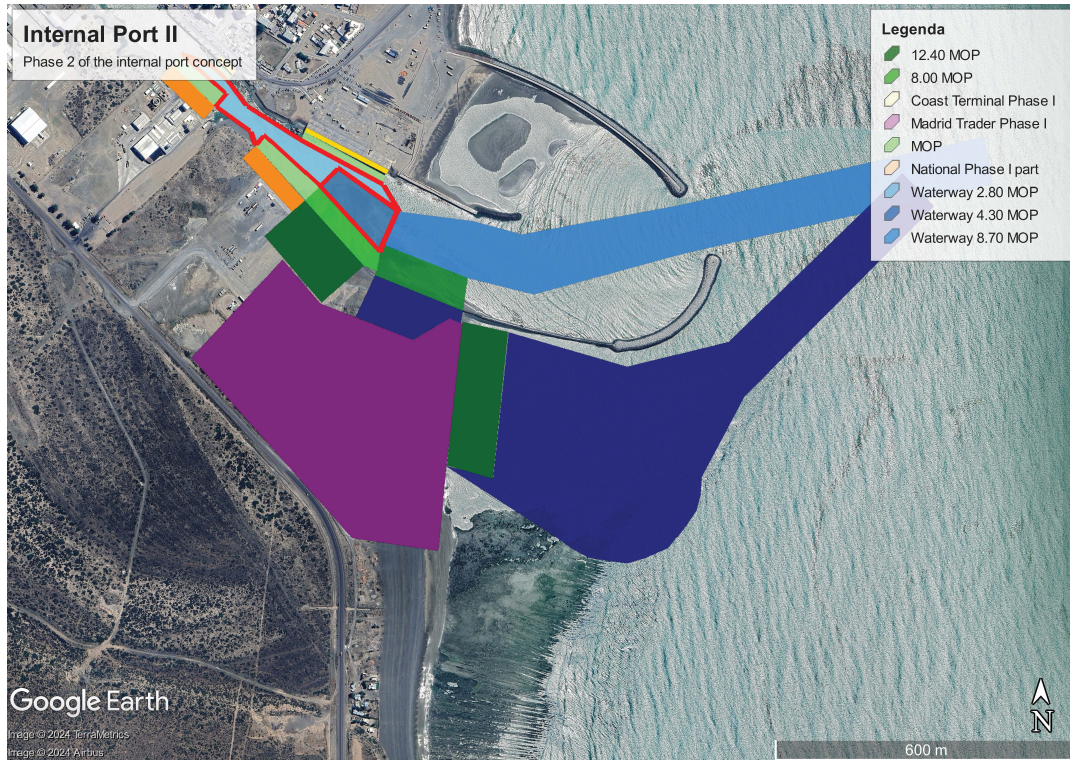 Internal Port II
Phase 2 of the internal port concept
Legenda
12.40 MOP
8.00 MOP
Coast Terminal Phase I
Madrid Trader Phase I
MOP
National Phase I part
Waterway 2.80 MOP
Waterway 4.30 MOP
Waterway 8.70 MOP
Google Earth
Image © 2024 TerraMetrics
Image © 2024 Airbus
N
600 m